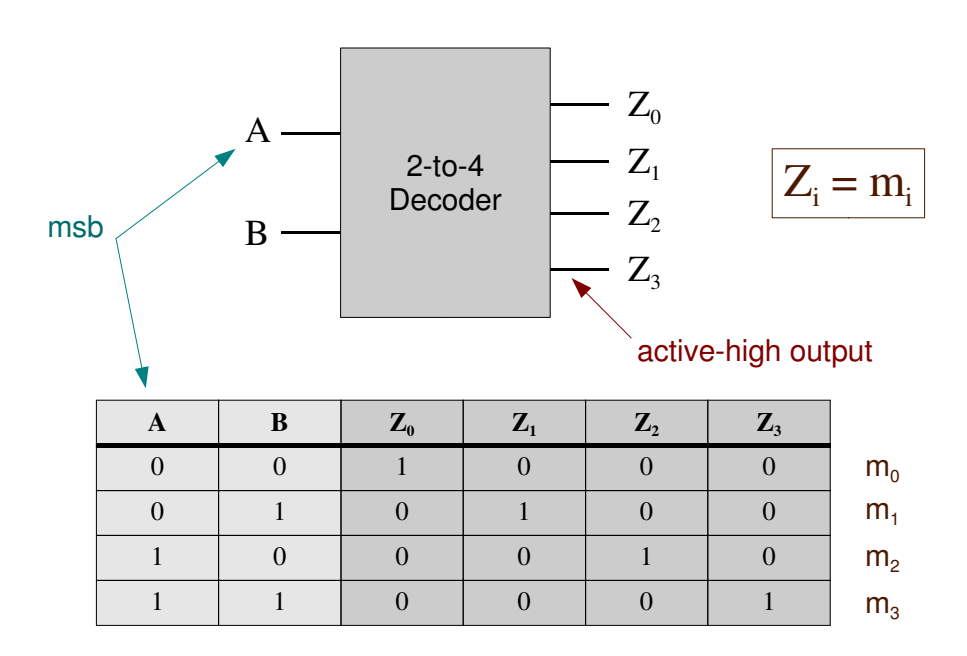 Z₀
A
2-to-4
Decoder
Z₁
Zᵢ = mᵢ
msb
B
Z₂
Z₃
active-high output
A B Z₀ Z₁ Z₂ Z₃
0 0 1 0 0 0 m₀
0 1 0 1 0 0 m₁
1 0 0 0 1 0 m₂
1 1 0 0 0 1 m₃